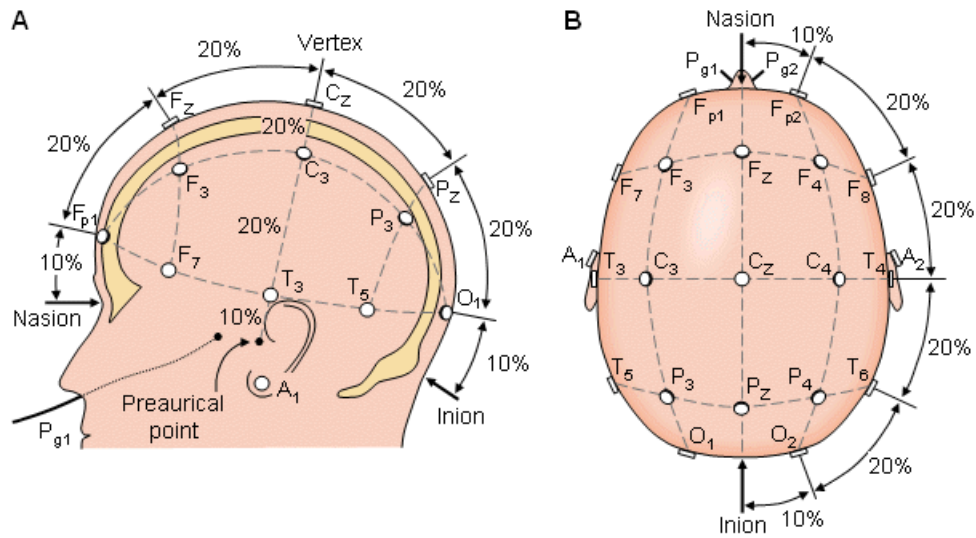 A
20%
Vertex
20%
20%
20%
20%
20%
10%
10%
10%
Fz
Cz
Pz
F3
C3
P3
Fp1
F7
T3
T5
O1
A1
Nasion
Preaurical
point
Inion
Pg1
B
Nasion
10%
Pg1
Pg2
20%
Fp1
Fp2
F7
F3
Fz
F4
F8
20%
A1
T3
C3
Cz
C4
T4
A2
20%
T5
P3
Pz
P4
T6
O1
O2
20%
10%
Inion